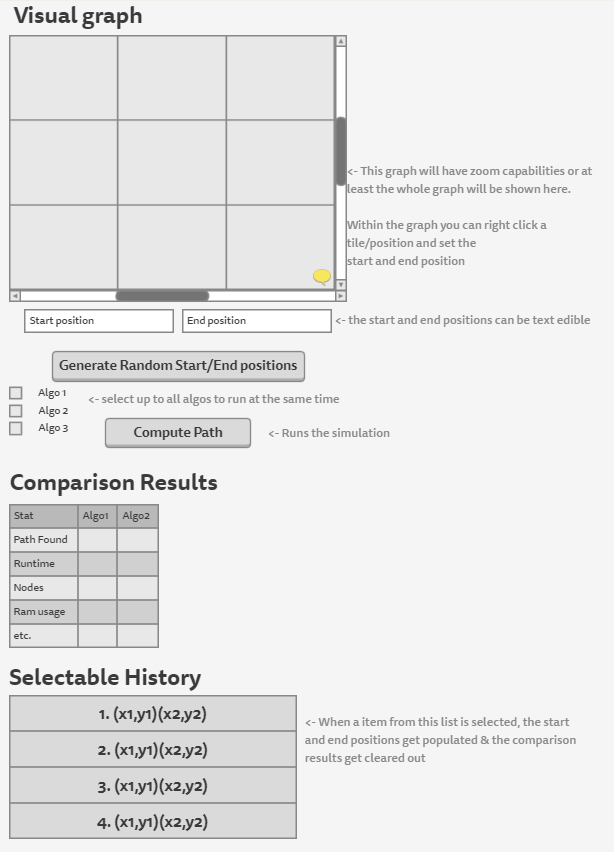 Visual graph
<- This graph will have zoom capabilities or at
least the whole graph will be shown here.
Within the graph you can right click a
tile/position and set the
start and end position
Start position
End position
<- the start and end positions can be text edible
Generate Random Start/End positions
Algo 1
Algo 2
Algo 3
<- select up to all algos to run at the same time
Compute Path
<- Runs the simulation
Comparison Results
Stat Algo1 Algo2
Path Found
Runtime
Nodes
Ram usage
etc.
Selectable History
1. (x1,y1)(x2,y2)
2. (x1,y1)(x2,y2)
3. (x1,y1)(x2,y2)
4. (x1,y1)(x2,y2)
<- When a item from this list is selected, the start
and end positions get populated & the comparison
results get cleared out